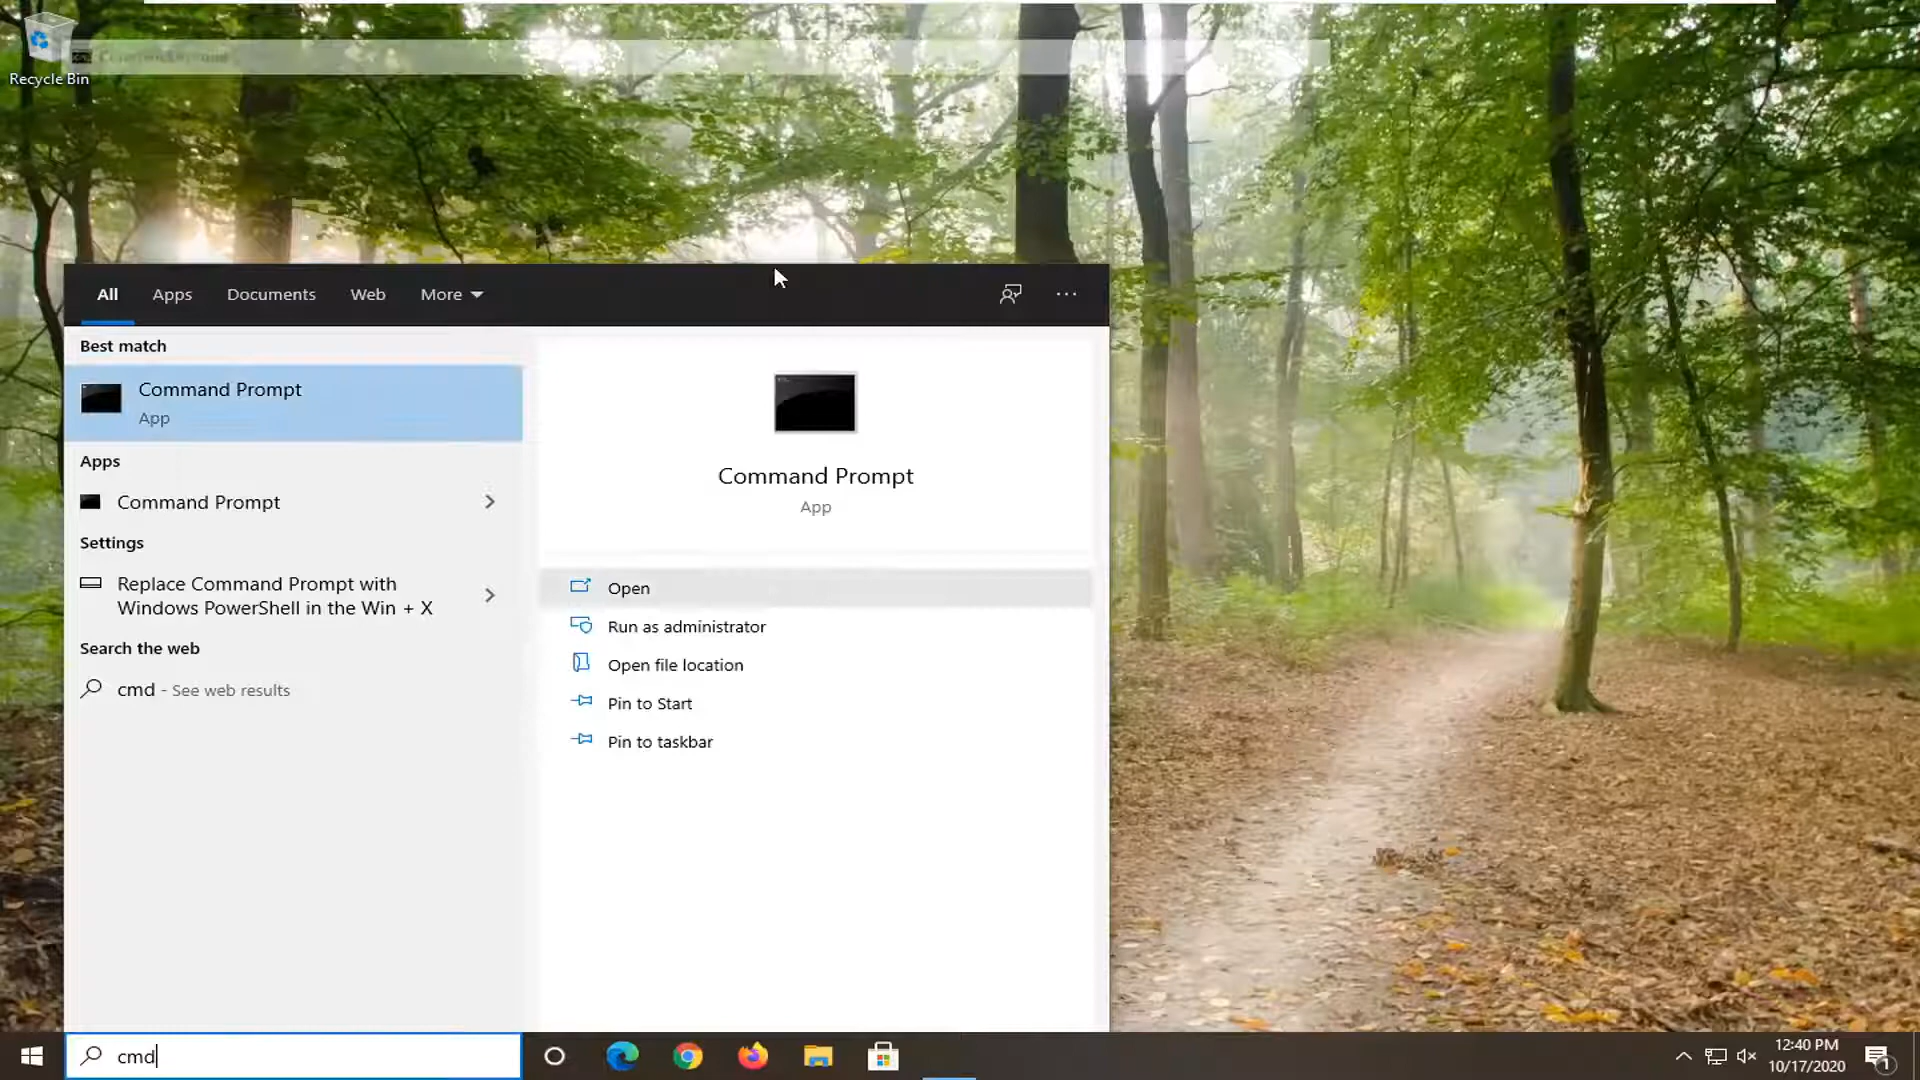 Recycle Bin
All
Apps
Documents
Web
More
Best match
Command Prompt
App
Apps
Command Prompt
Settings
Replace Command Prompt with
Windows PowerShell in the Win + X
Search the web
cmd - See web results
Command Prompt
App
Open
Run as administrator
Open file location
Pin to Start
Pin to taskbar
cmd
12:40 PM
10/17/2020
1